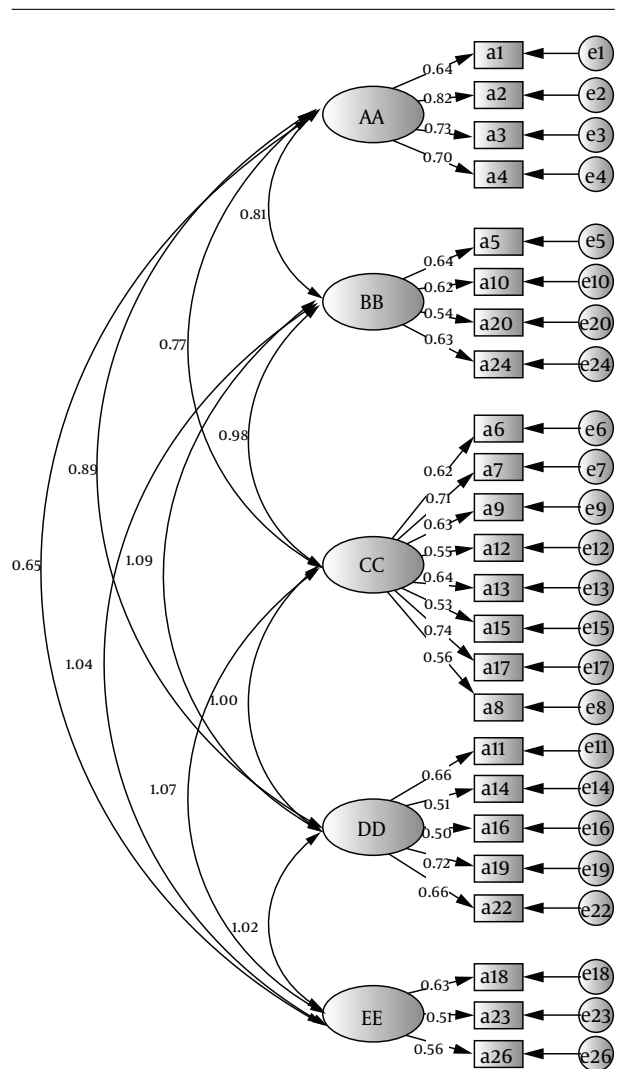 0.64 a1 e1
0.82 a2 e2
AA
0.73 a3 e3
0.70 a4 e4
0.81
0.64 a5 e5
0.62 a10 e10
BB
0.54 a20 e20
0.63 a24 e24
0.77
0.98
0.89
0.62 a6 e6
0.71 a7 e7
0.63 a9 e9
0.55 a12 e12
CC
0.64 a13 e13
0.53 a15 e15
0.74 a17 e17
0.56 a8 e8
1.09
0.65
1.04
1.00
1.07
0.66 a11 e11
0.51 a14 e14
DD
0.50 a16 e16
0.72 a19 e19
0.66 a22 e22
1.02
0.63 a18 e18
EE
0.51 a23 e23
0.56 a26 e26